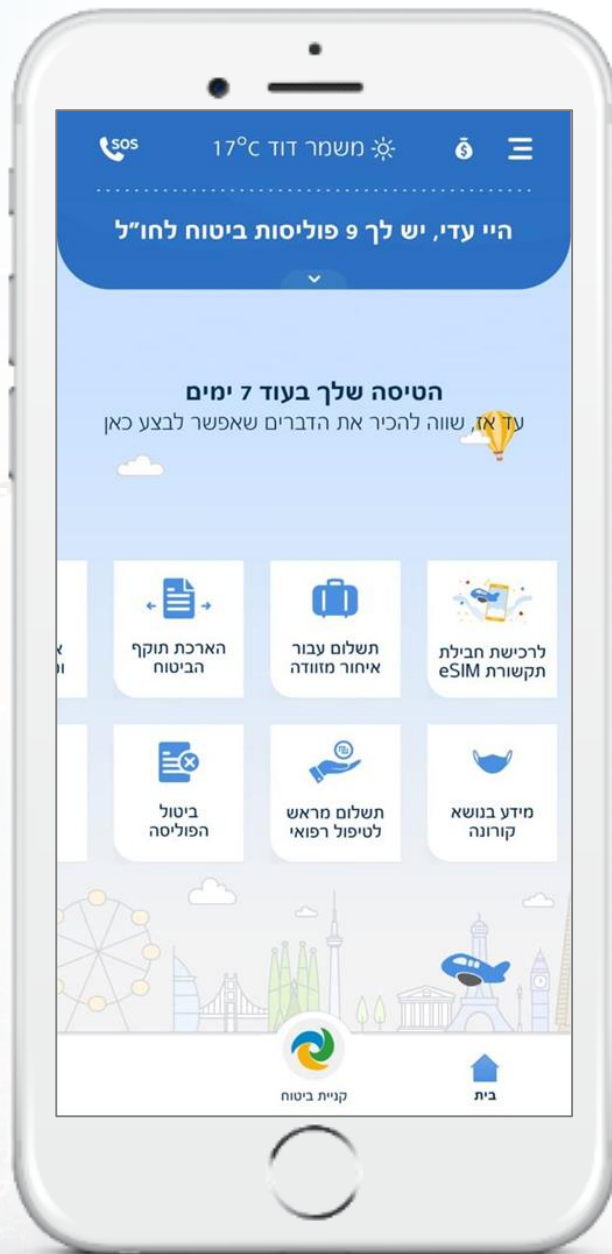 SOS
משמר דוד 17°C
היי עדי, יש לך 9 פוליסות ביטוח לחו״ל
הטיסה שלך בעוד 7 ימים
עד אז, שווה להכיר את הדברים שאפשר לבצע כאן
לרכישת חבילת
תקשורת eSIM
תשלום עבור
איחור מזוודה
הארכת תוקף
הביטוח
מידע בנושא
קורונה
תשלום מראש
לטיפול רפואי
ביטול
הפוליסה
בית
קניית ביטוח